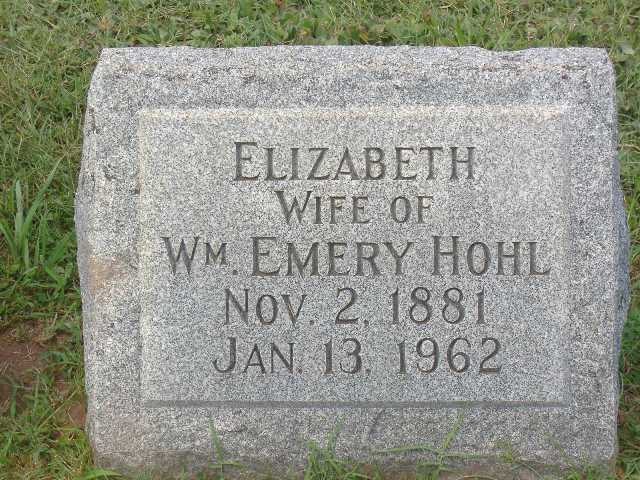 Elizabeth
Wife of
Wm. Emery Hohl
Nov. 2, 1881
Jan. 13, 1962